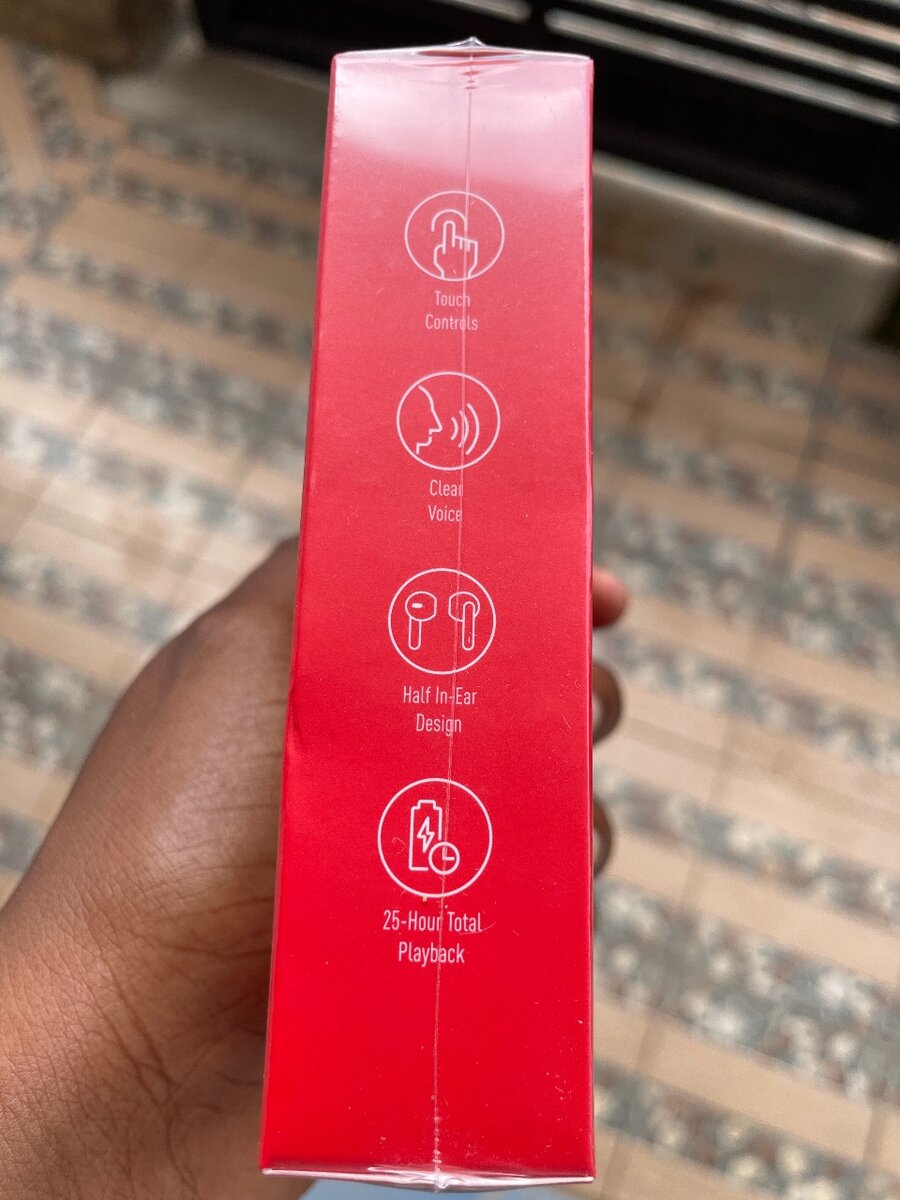 Touch
Controls
Clear
Voice
Half In-Ear
Design
25-Hour Total
Playback